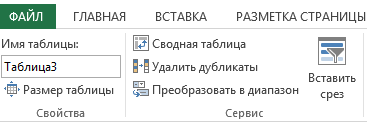 ФАЙЛ ГЛАВНАЯ ВСТАВКА РАЗМЕТКА СТРАНИЦЫ
Имя таблицы:
Таблица3
Размер таблицы
Свойства
Сводная таблица
Удалить дубликаты
Преобразовать в диапазон
Вставить
срез
Сервис